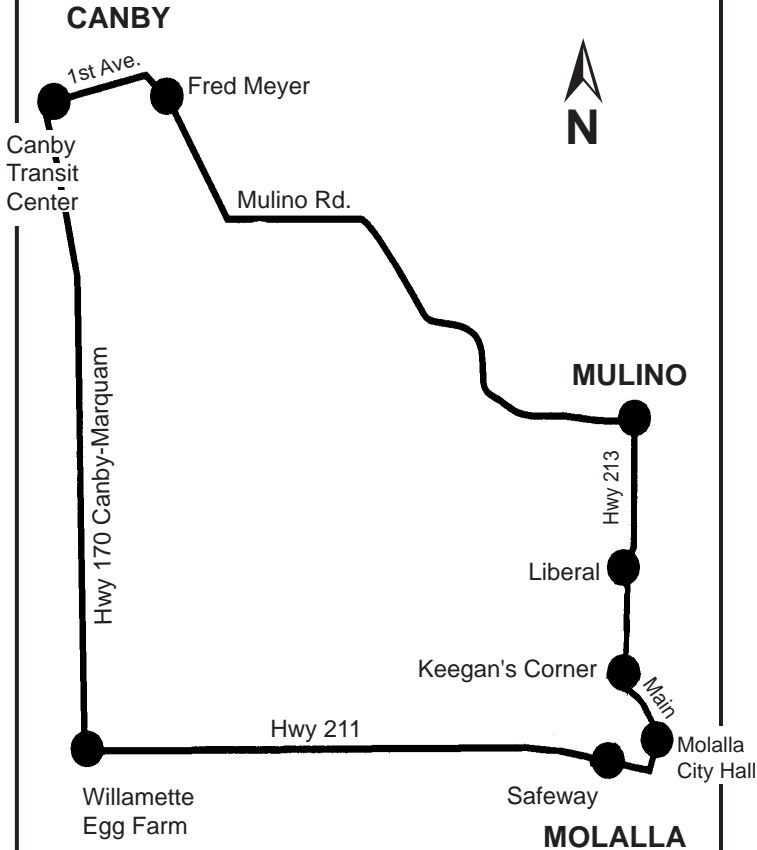 CANBY
1st Ave.
Fred Meyer
N
Canby
Transit
Center
Mulino Rd.
MULINO
Hwy 170 Canby-Marquam
Hwy 213
Liberal
Keegan's Corner
Main
Hwy 211
Molalla
City Hall
Willamette
Egg Farm
Safeway
MOLALLA